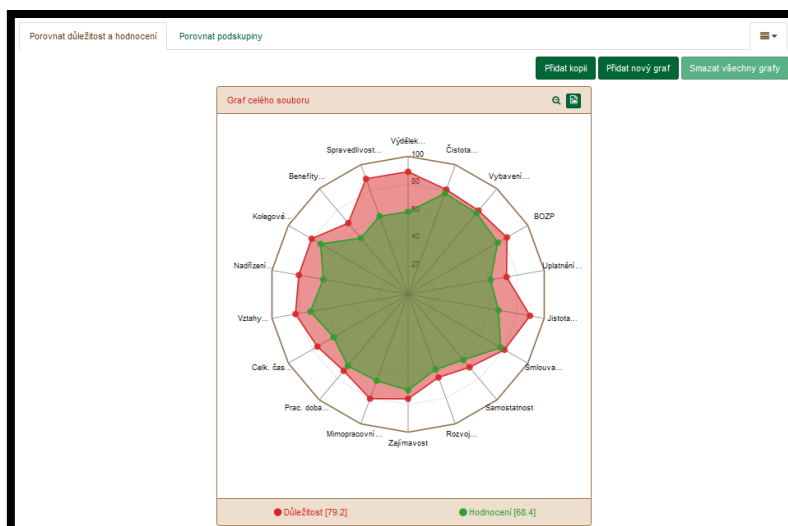 Porovnat důležitost a hodnocení
Porovnat podskupiny
Přidat kopii
Přidat nový graf
Smazat všechny grafy
Graf celého souboru
Výdělek...
Čistota...
Vybavení...
BOZP
Uplatnění...
Jistota...
Smlouva...
Samostatnost
Rozvoj...
Zajímavost
Mimopracovní...
Prac. doba...
Celk. čas...
Vztahy...
Nadřízení...
Kolegové...
Benefity...
Spravedlivost...
100
80
60
40
20
Důležitost [79.2]
Hodnocení [68.4]